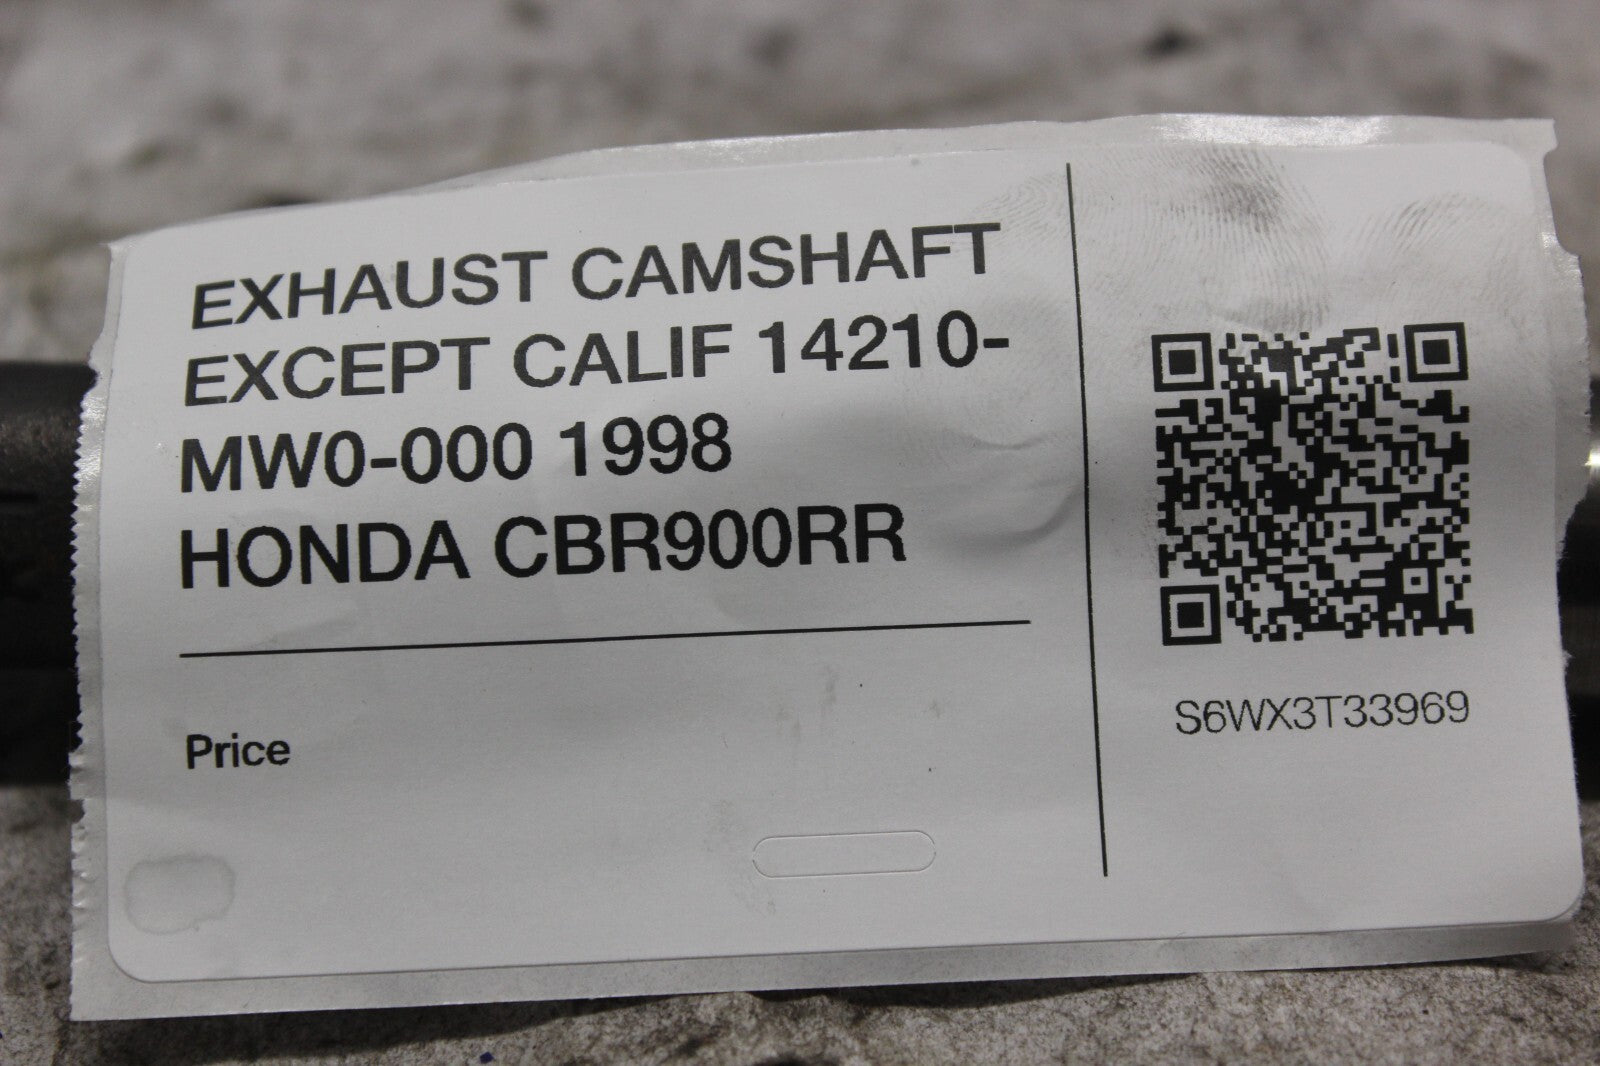 EXHAUST CAMSHAFT
EXCEPT CALIF 14210-
MW0-000 1998
HONDA CBR900RR
Price
S6WX3T33969